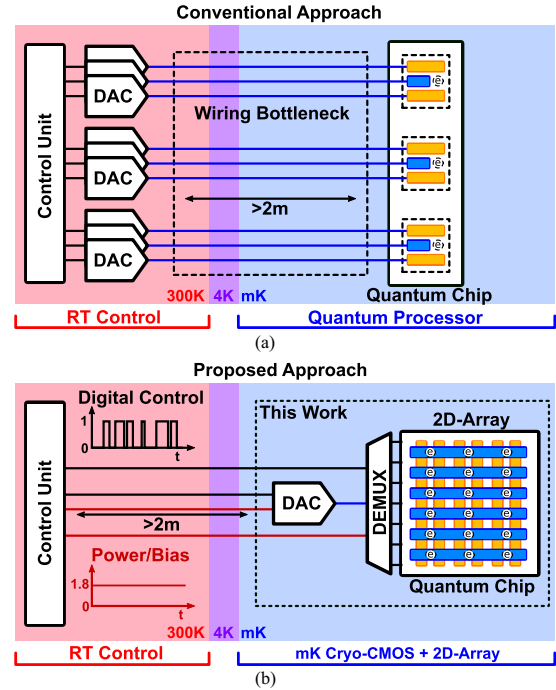 Conventional Approach
Control Unit
DAC
DAC
DAC
Wiring Bottleneck
>2m
e
e
e
300K 4K mK
Quantum Chip
RT Control
Quantum Processor
(a)
Proposed Approach
Control Unit
Digital Control
1
0
t
This Work
2D-Array
DAC
DEMUX
>2m
e e e
e e e
e e e
e e e
e e e
e e e
Power/Bias
1.8
0
t
Quantum Chip
300K 4K mK
RT Control
mK Cryo-CMOS + 2D-Array
(b)